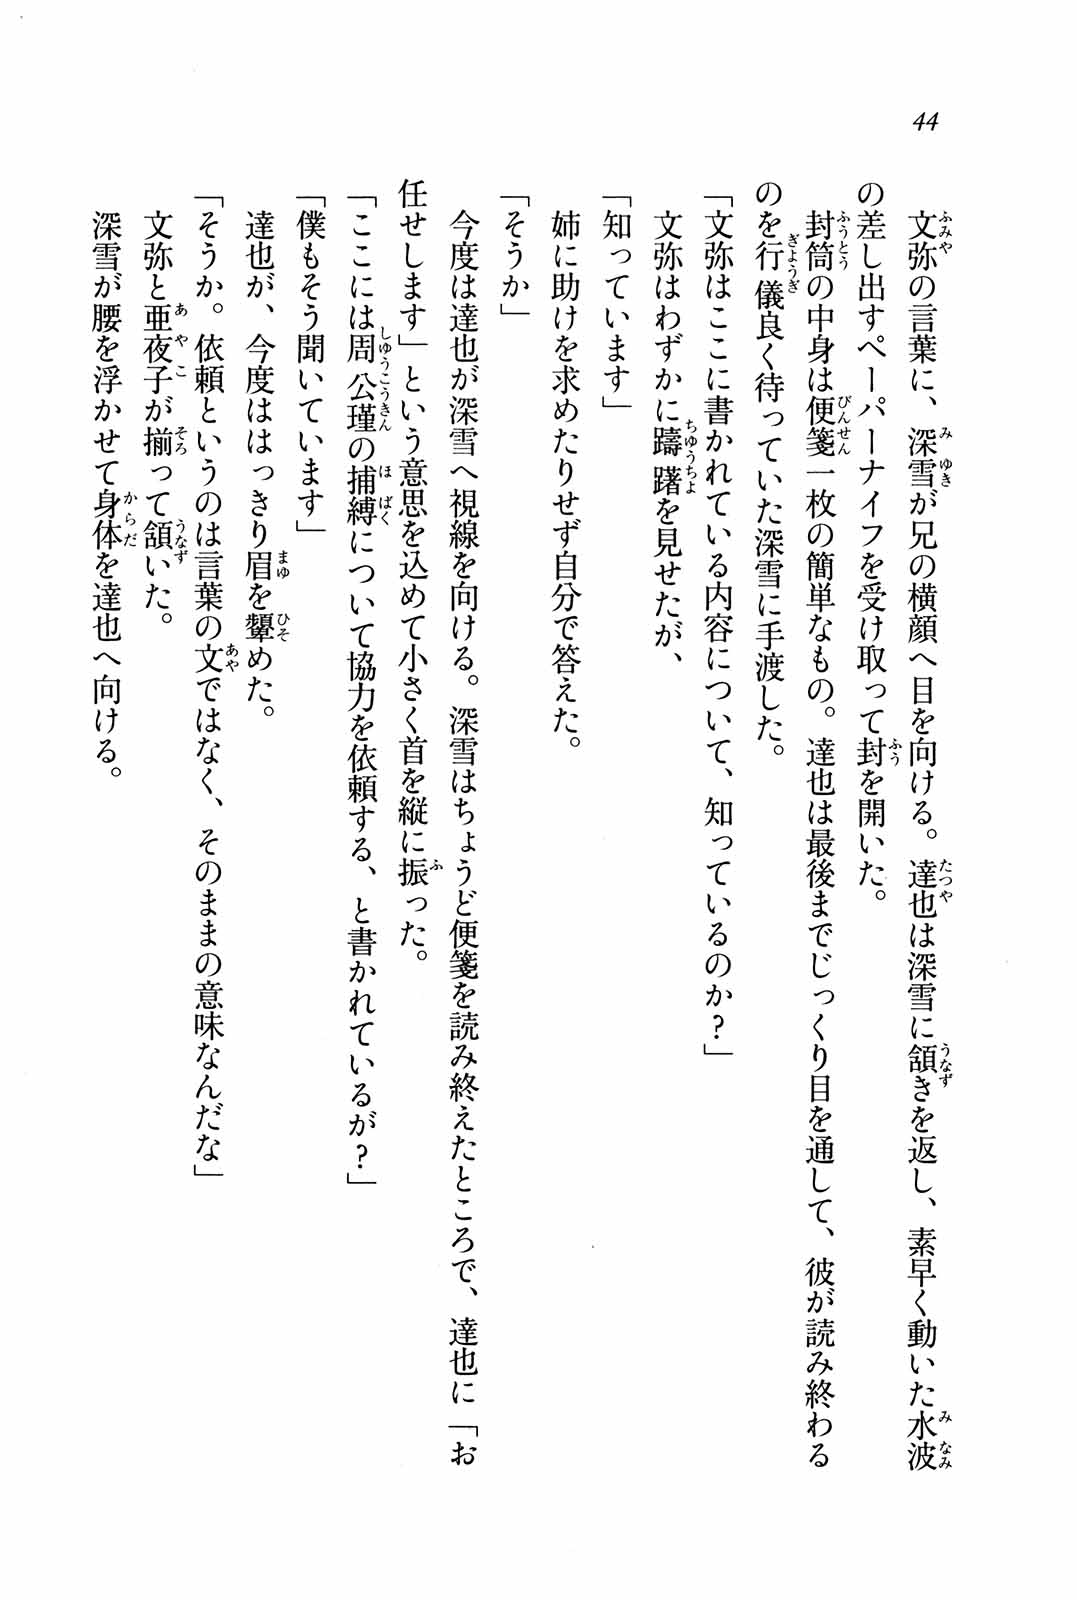 44
文弥の言葉に、深雪が兄の横顔へ目を向ける。達也は深雪に頷きを返し、素早く動いた水波
の差し出すペーパーナイフを受け取って封を開いた。
封筒の中身は便箋一枚の簡単なもの。達也は最後までじっくり目を通して、彼が読み終わる
のを行儀良く待っていた深雪に手渡した。
「文弥はここに書かれている内容について、知っているのか?」
文弥はわずかに躊躇を見せたが、
「知っています」
姉に助けを求めたりせず自分で答えた。
「そうか」
今度は達也が深雪へ視線を向ける。深雪はちょうど便箋を読み終えたところで、達也に「お
任せします」という意思を込めて小さく首を縦に振った。
「ここには周公瑾の捕縛について協力を依頼する、と書かれているが?」
「僕もそう聞いています」
達也が、今度ははっきり眉を顰めた。
「そうか。依頼というのは言葉の文ではなく、そのままの意味なんだな」
文弥と亜夜子が揃って頷いた。
深雪が腰を浮かせて身体を達也へ向ける。